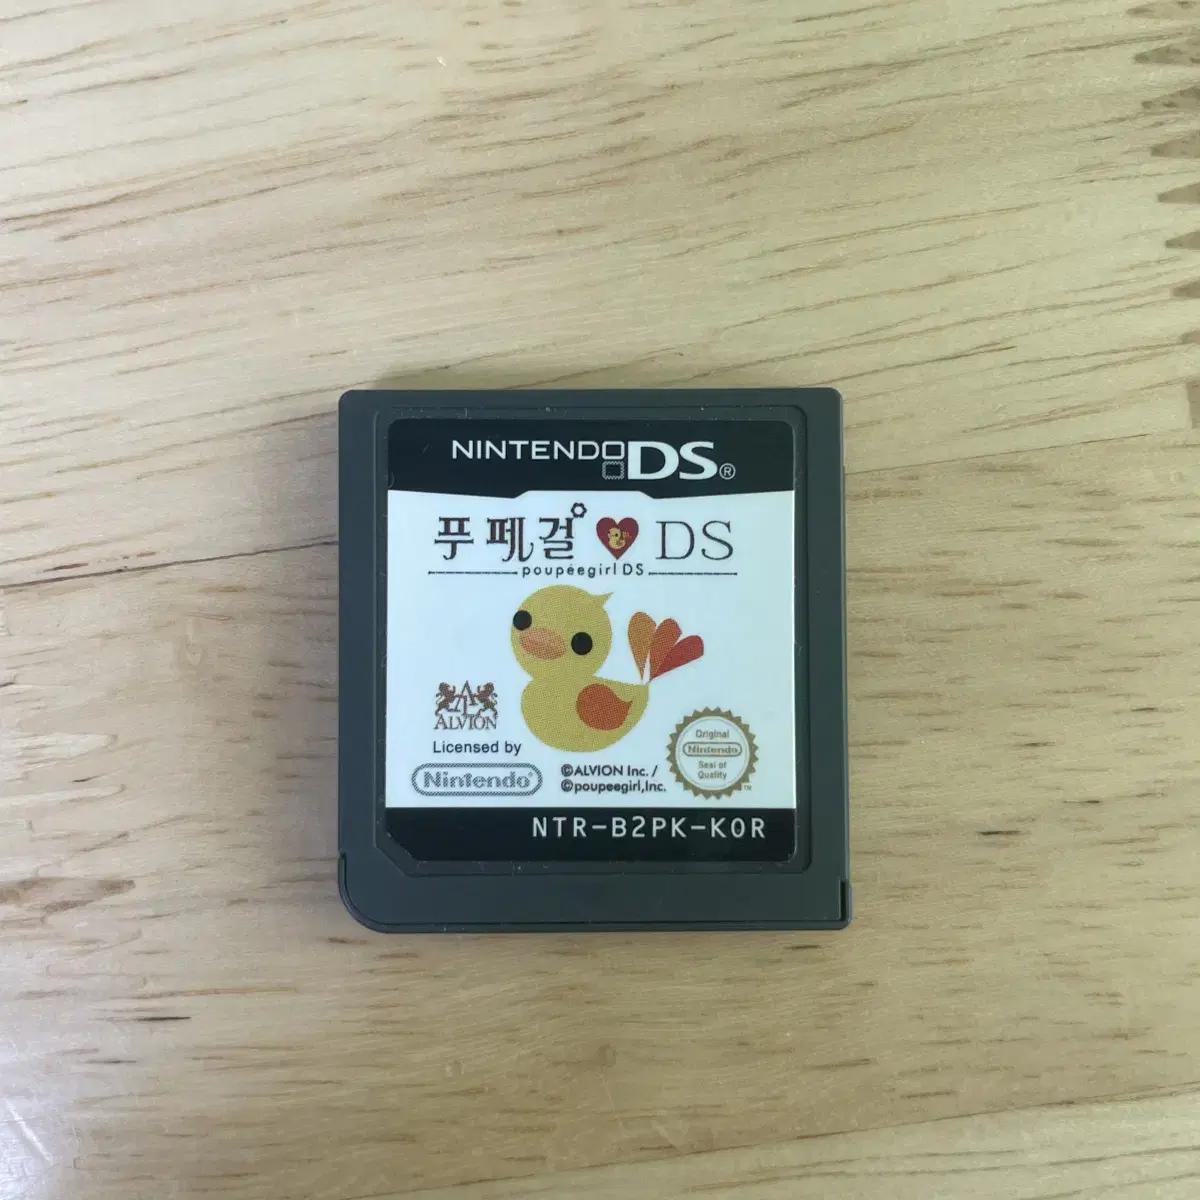 NINTENDO DS®
푸페걸 DS
poupéegirl DS
ALVION
Licensed by
Nintendo®
©ALVION Inc. /
©poupeegirl,Inc.
Original
Nintendo
Seal of
Quality
TM
NTR-B2PK-KOR